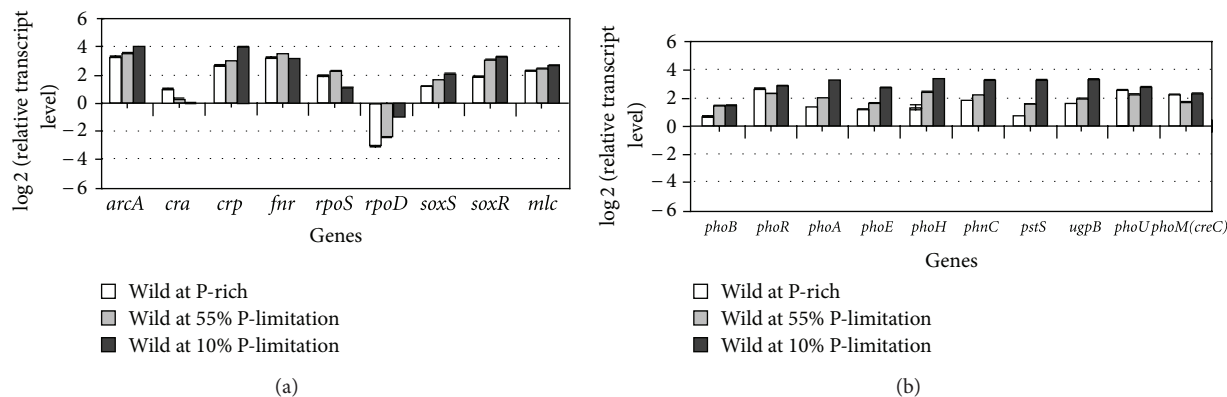 log 2 (relative transcript
level)
6
4
2
0
−2
−4
−6
arcA cra crp fnr rpoS rpoD soxS soxR mlc
Genes
Wild at P-rich
Wild at 55% P-limitation
Wild at 10% P-limitation
(a)
log 2 (relative transcript
level)
6
4
2
0
−2
−4
−6
phoB phoR phoA phoE phoH phnC pstS ugpB phoU phoM(creC)
Genes
Wild at P-rich
Wild at 55% P-limitation
Wild at 10% P-limitation
(b)